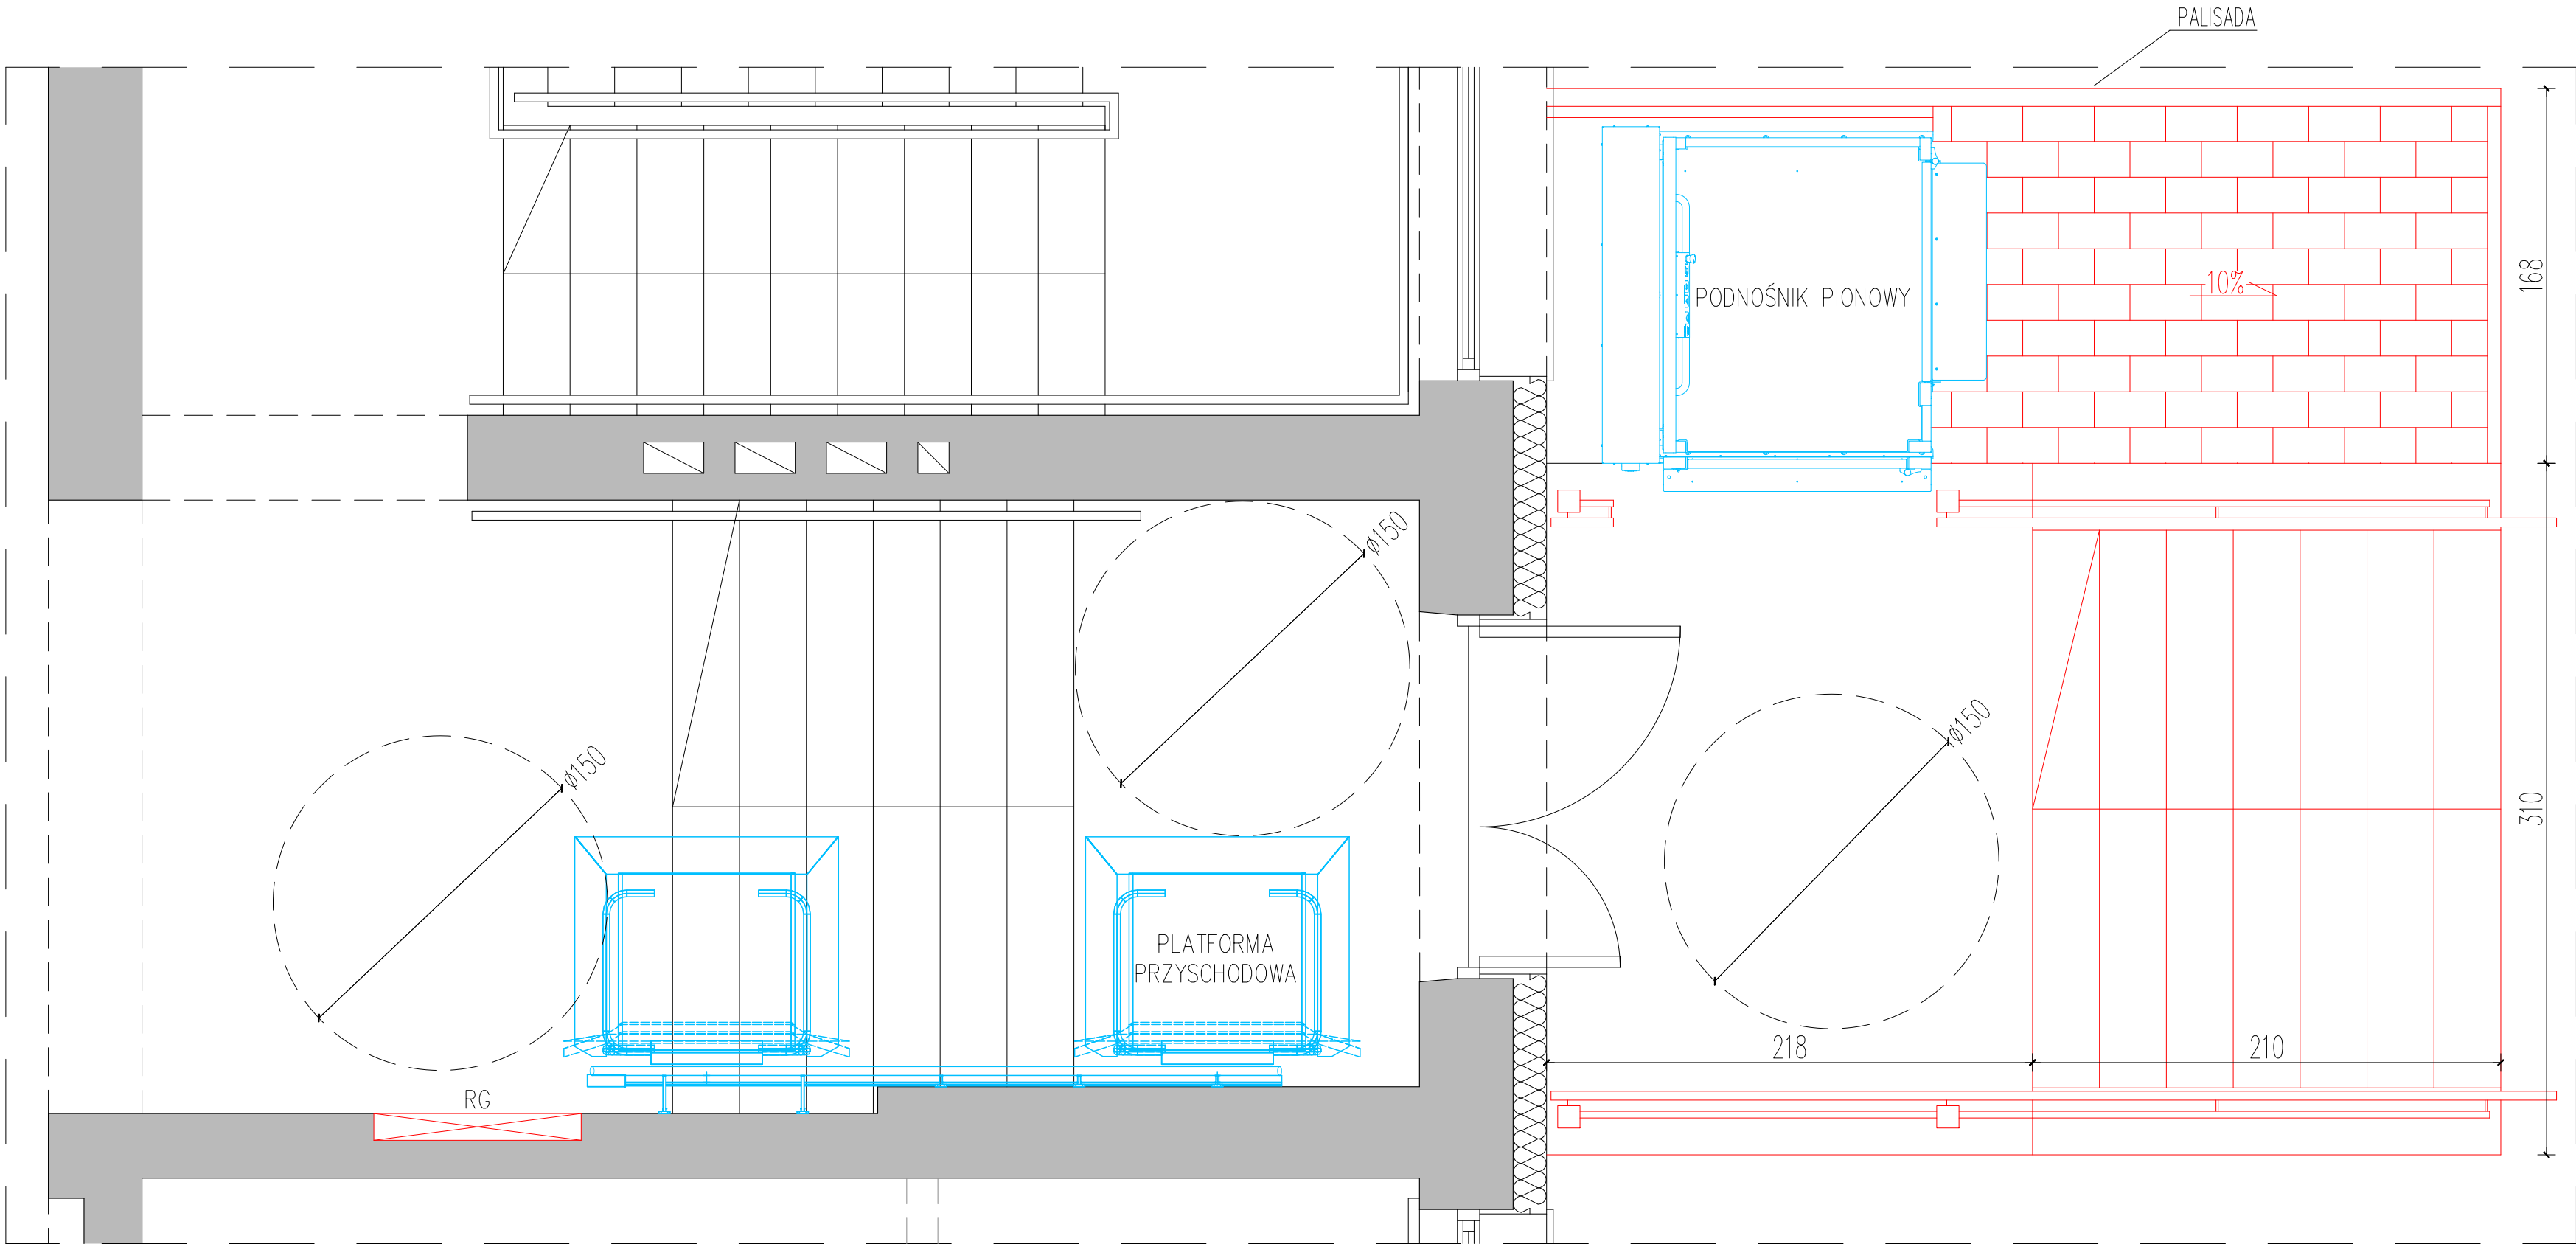 PALISADA
168
PODNOŚNIK PIONOWY
10%
Ø150
Ø150
Ø150
310
PLATFORMA
PRZYSCHODOWA
218
210
RG